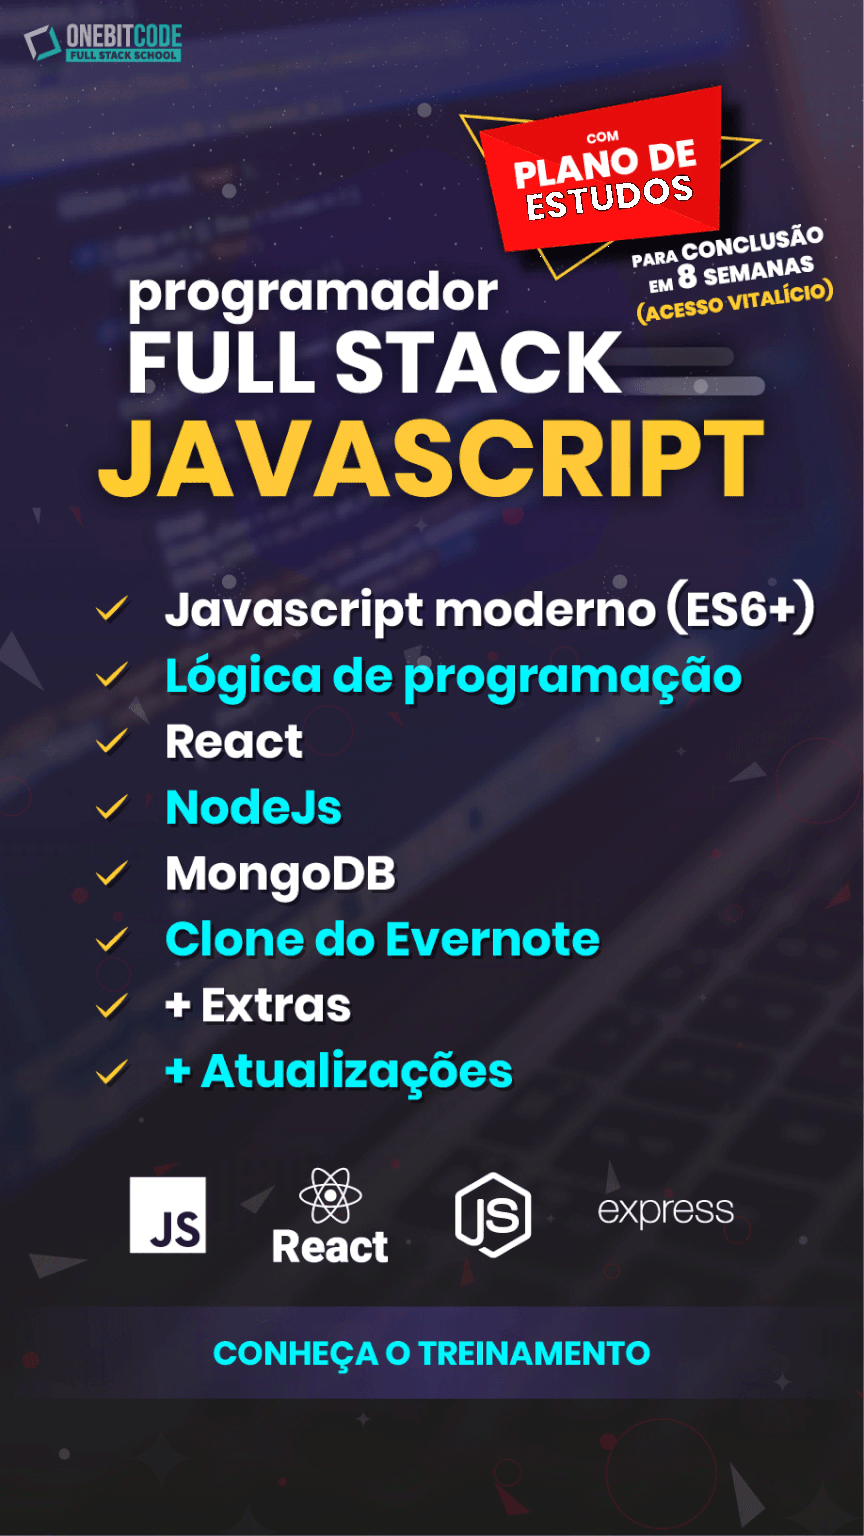 ONEBITCODE
FULL STACK SCHOOL
COM
PLANO DE
ESTUDOS
PARA CONCLUSÃO
EM 8 SEMANAS
(ACESSO VITALÍCIO)
programador
FULL STACK
JAVASCRIPT
Javascript moderno (ES6+)
Lógica de programação
React
NodeJs
MongoDB
Clone do Evernote
+ Extras
+ Atualizações
JS
React
JS
express
CONHEÇA O TREINAMENTO